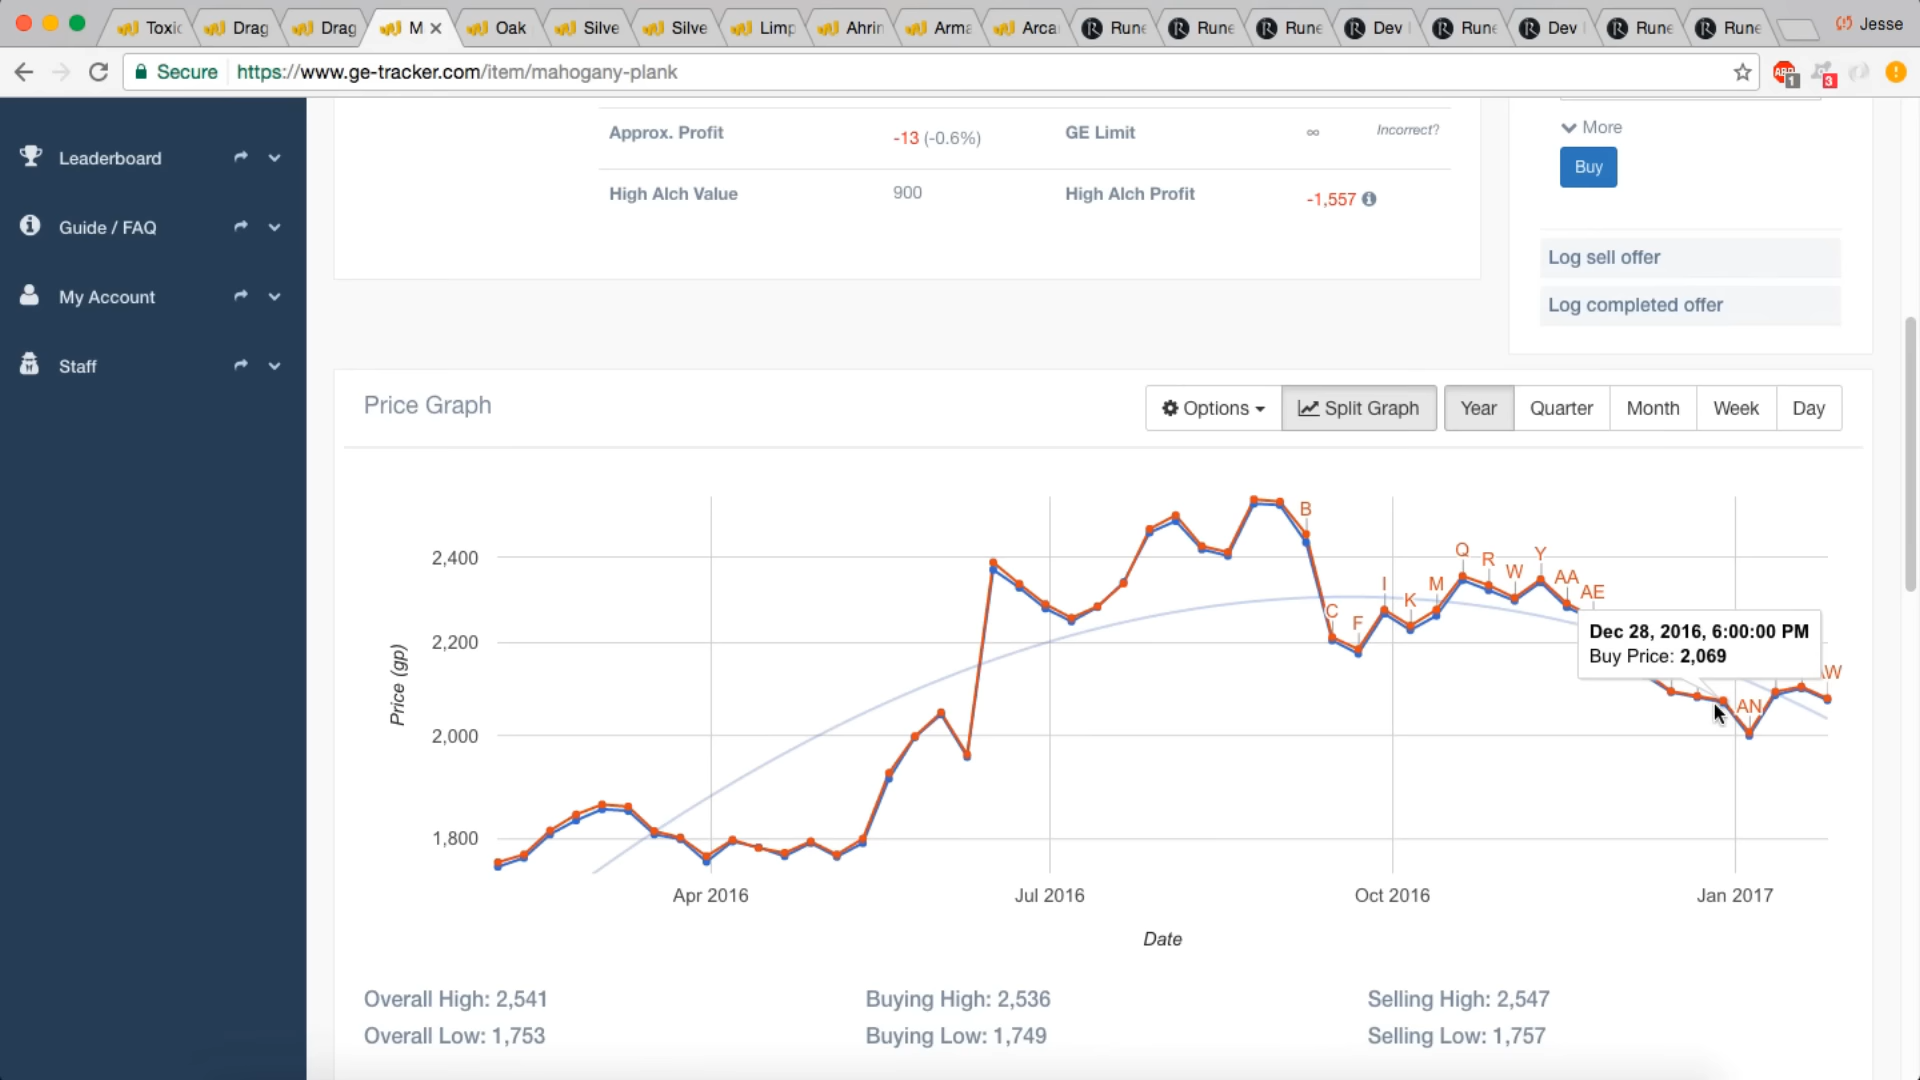 Toxic Drag Drag M Oak Silve Silve Limp Ahrin Arma Arca Rune Rune Rune Dev Rune Dev Rune Rune Jesse
Secure https://www.ge-tracker.com/item/mahogany-plank
ABP 1 3
Leaderboard
Guide / FAQ
My Account
Staff
Approx. Profit -13 (-0.6%) GE Limit ∞ Incorrect?
High Alch Value 900 High Alch Profit -1,557
More
Buy
Log sell offer
Log completed offer
Price Graph
Options Split Graph Year Quarter Month Week Day
B
Q R W Y AA AE
C F I K M
Dec 28, 2016, 6:00:00 PM
Buy Price: 2,069
W
AN
2,400
2,200
2,000
1,800
Price (gp)
Apr 2016 Jul 2016 Oct 2016 Jan 2017
Date
Overall High: 2,541 Buying High: 2,536 Selling High: 2,547
Overall Low: 1,753 Buying Low: 1,749 Selling Low: 1,757